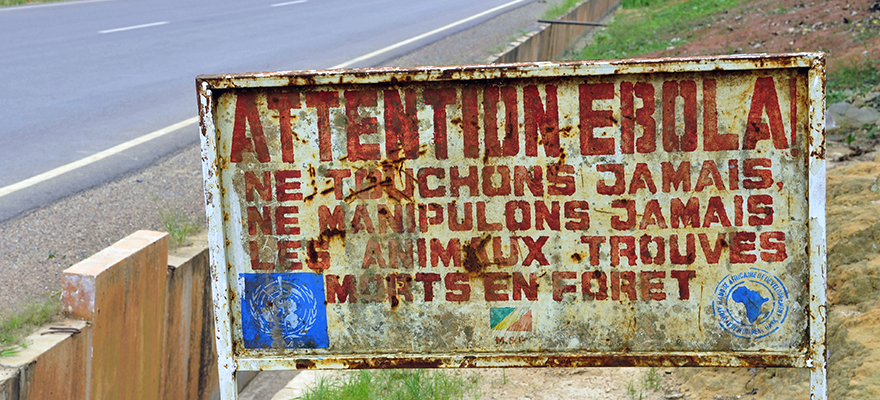 ATTENTION EBOLA!
NE TOUCHONS JAMAIS,
NE MANIPULONS JAMAIS
LES ANIMAUX TROUVES
MORTS EN FORET